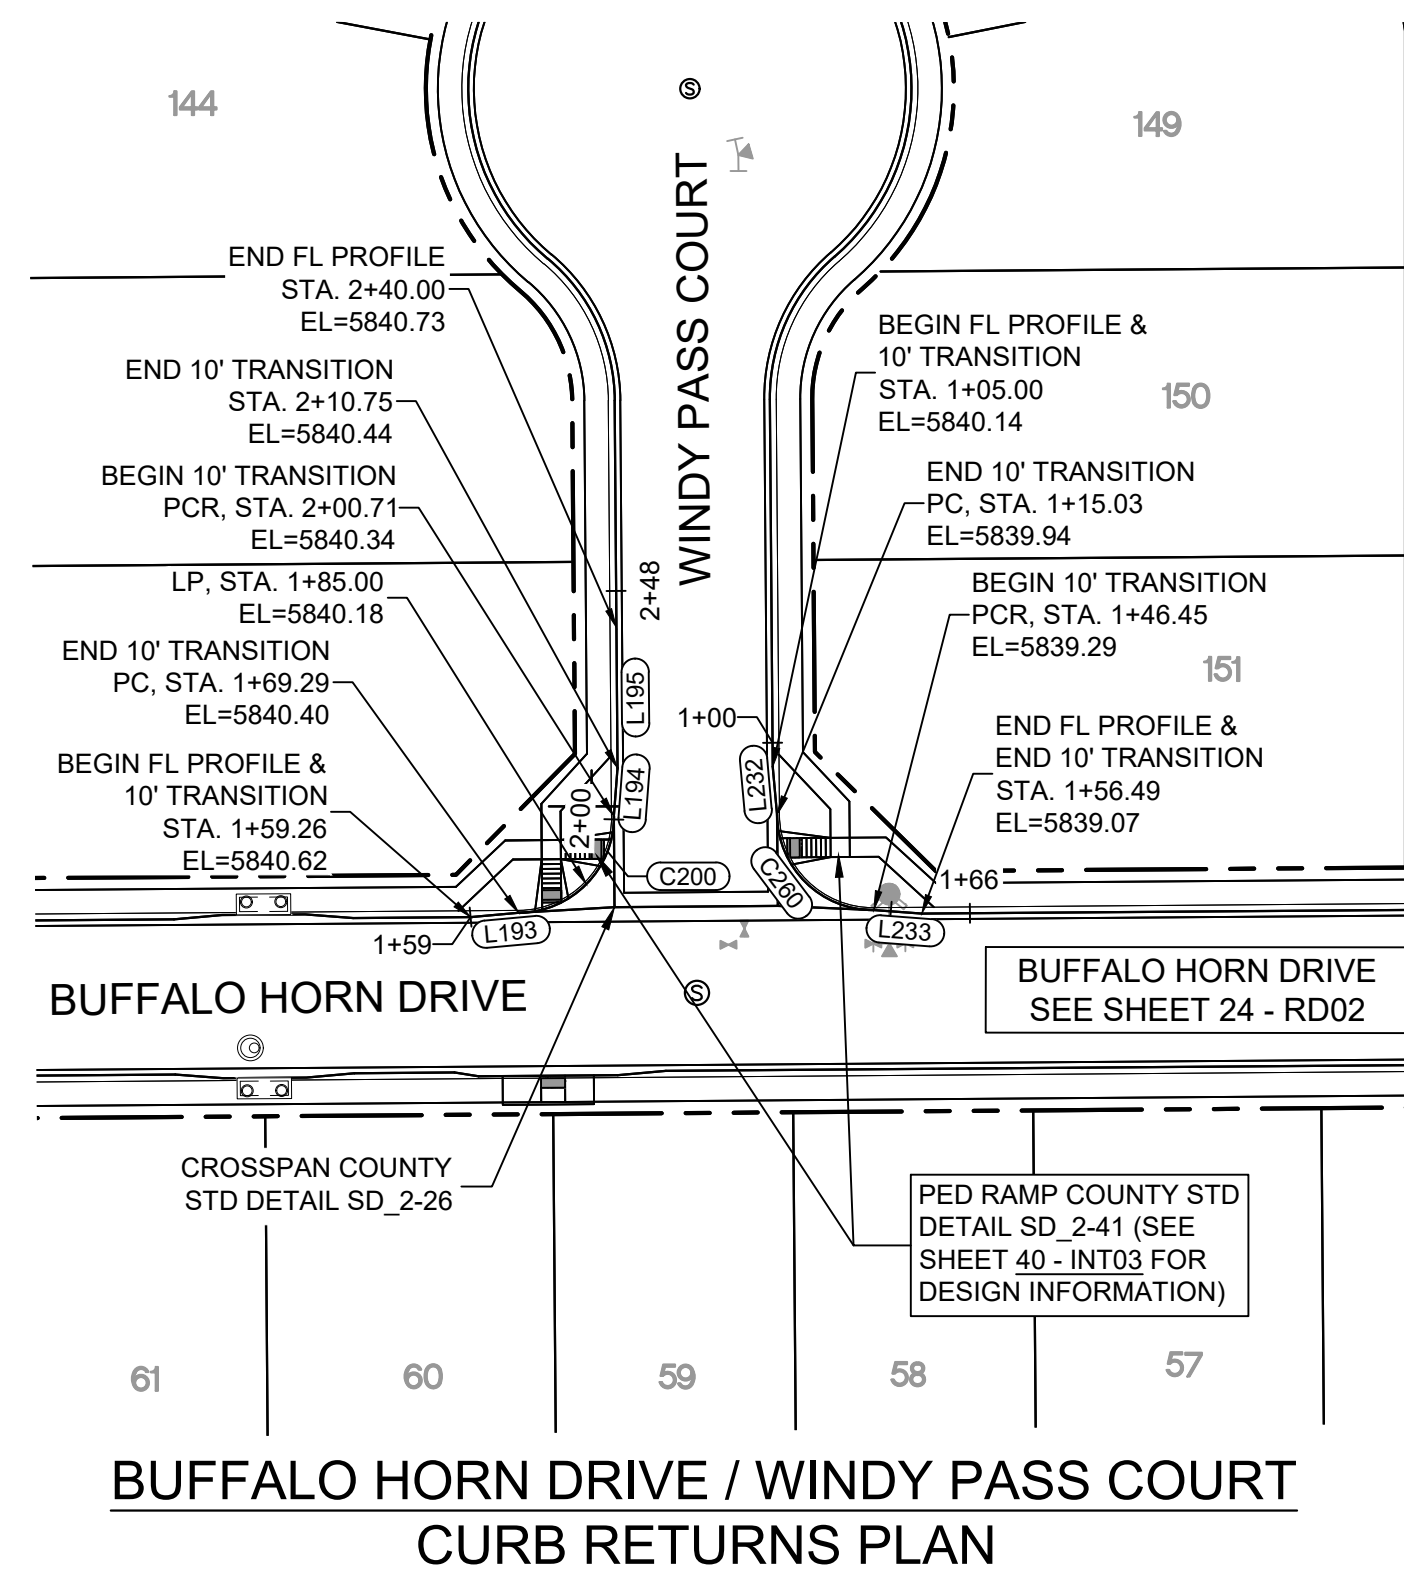 144
149
S
WINDY PASS COURT
END FL PROFILE
STA. 2+40.00
EL=5840.73
END 10' TRANSITION
STA. 2+10.75
EL=5840.44
BEGIN 10' TRANSITION
PCR, STA. 2+00.71
EL=5840.34
LP, STA. 1+85.00
EL=5840.18
END 10' TRANSITION
PC, STA. 1+69.29
EL=5840.40
BEGIN FL PROFILE &
10' TRANSITION
STA. 1+59.26
EL=5840.62
BEGIN FL PROFILE &
10' TRANSITION
STA. 1+05.00
EL=5840.14
150
END 10' TRANSITION
PC, STA. 1+15.03
EL=5839.94
BEGIN 10' TRANSITION
PCR, STA. 1+46.45
EL=5839.29
151
END FL PROFILE &
END 10' TRANSITION
STA. 1+56.49
EL=5839.07
2+48
L195
1+00
L194
L232
2+00
C200
C260
1+66
1+59
L193
L233
BUFFALO HORN DRIVE
S
BUFFALO HORN DRIVE
SEE SHEET 24 - RD02
CROSSPAN COUNTY
STD DETAIL SD_2-26
PED RAMP COUNTY STD
DETAIL SD_2-41 (SEE
SHEET 40 - INT03 FOR
DESIGN INFORMATION)
61
60
59
58
57
BUFFALO HORN DRIVE / WINDY PASS COURT
CURB RETURNS PLAN